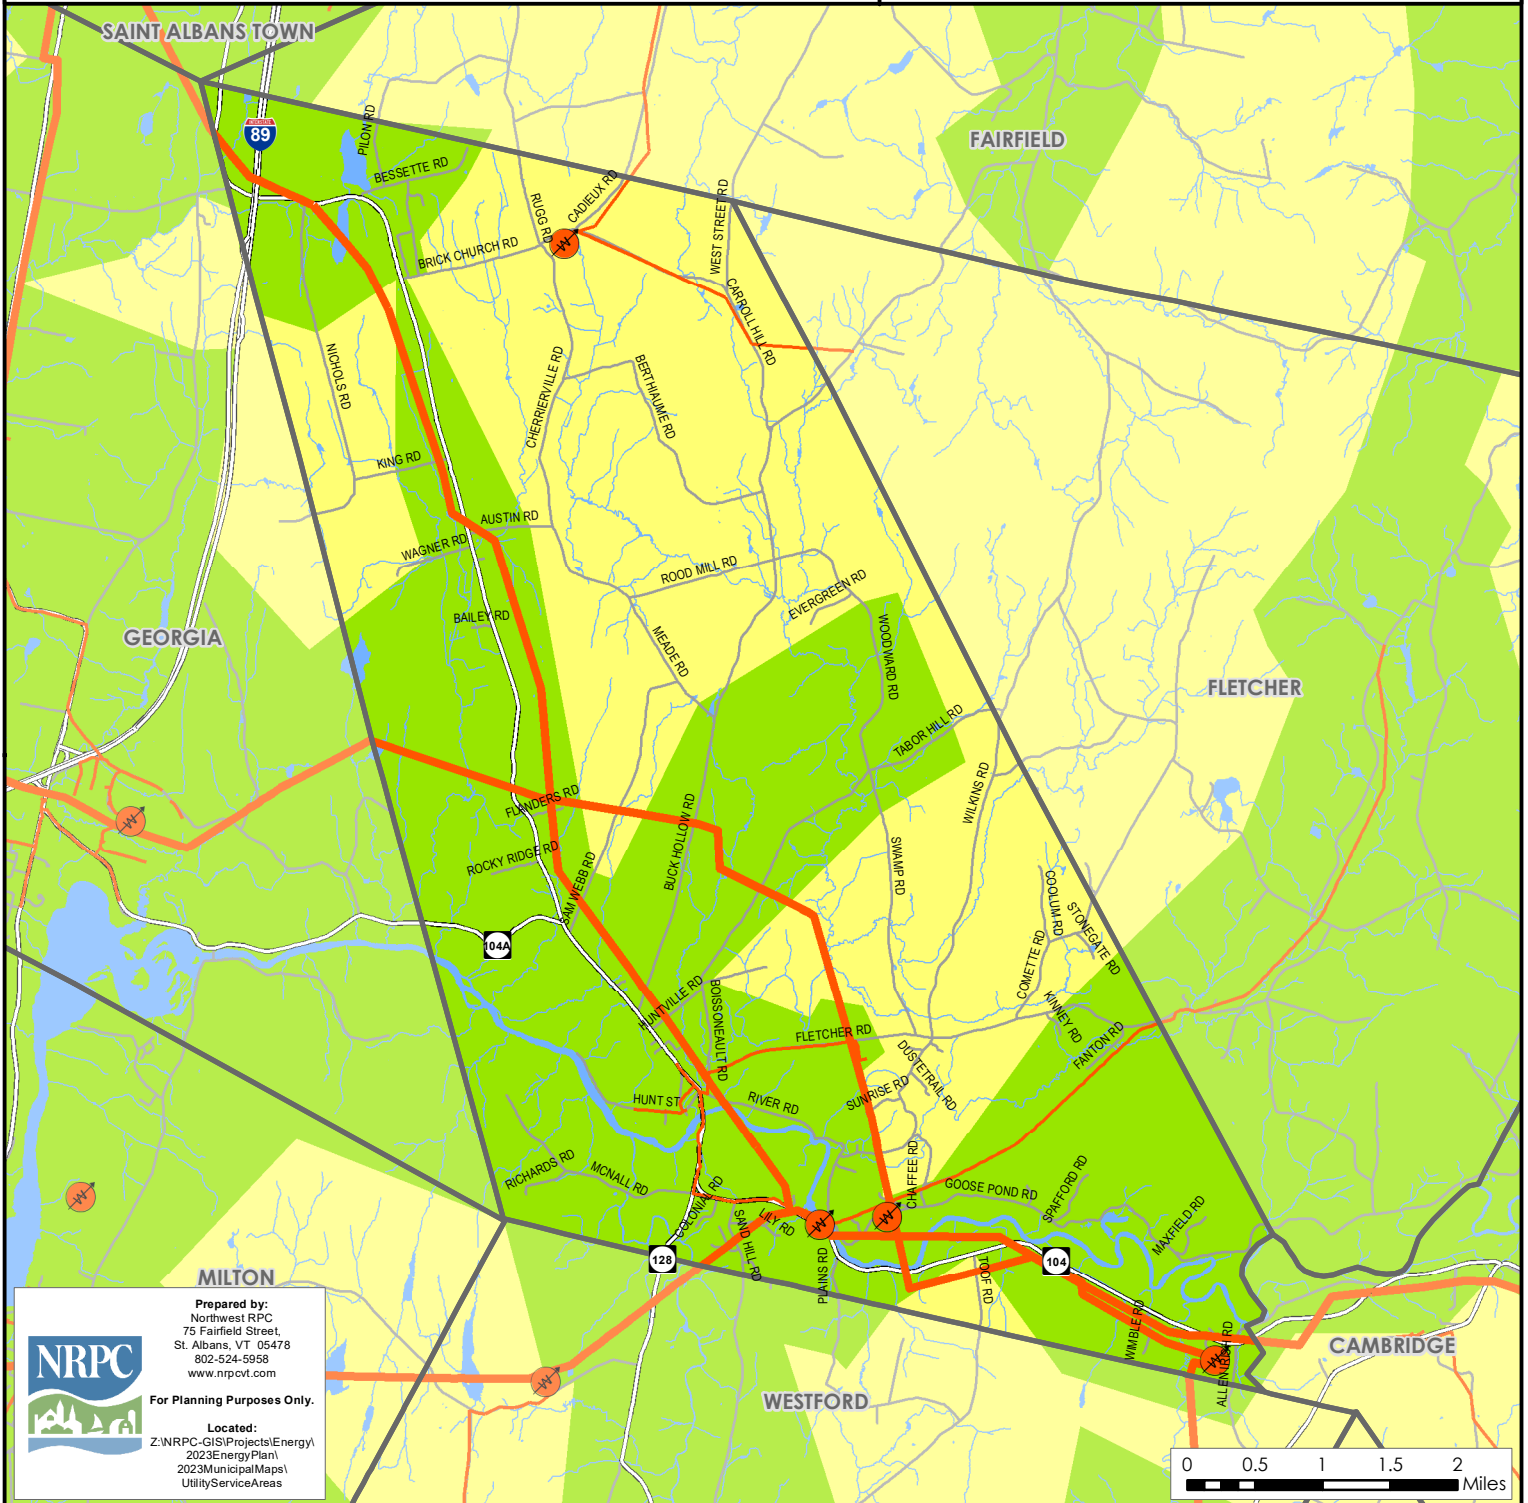 SAINT ALBANS TOWN
INTERSTATE
89
PILON RD
BESSETTE RD
FAIRFIELD
RUGG RD
CADIEUX RD
W
WEST STREET RD
BRICK CHURCH RD
CARROLL HILL RD
NICHOLS RD
CHERRIERVILLE RD
BERTHIAUME RD
KING RD
AUSTIN RD
WAGNER RD
ROOD MILL RD
EVERGREEN RD
BAILEY RD
GEORGIA
MEADE RD
WOODWARD RD
FLETCHER
TABOR HILL RD
WILKINS RD
FLANDERS RD
W
BUCK HOLLOW RD
ROCKY RIDGE RD
SWAMP RD
SAM WEBB RD
COOLUM RD
STONEGATE RD
104A
COMETTE RD
HUNTVILLE RD
BOISSONEAULT RD
KINNEY RD
FLETCHER RD
FANTON RD
DUSTETRAIL RD
SUNRISE RD
HUNT ST
RIVER RD
RICHARDS RD
MCNALL RD
CHAFFEE RD
GOOSE POND RD
SPAFFORD RD
W
COLONIAL RD
SAND HILL RD
LILY RD
W
W
MAXFIELD RD
128
PLAINS RD
TOOF RD
104
MILTON
WIMBLE RD
ALLEN IRISH RD
W
CAMBRIDGE
W
WESTFORD
Prepared by:
Northwest RPC
75 Fairfield Street,
St. Albans, VT 05478
802-524-5958
www.nrpcvt.com
NRPC
For Planning Purposes Only.
Located:
Z:\NRPC-GIS\Projects\Energy\
2023EnergyPlan\
2023MunicipalMaps\
UtilityServiceAreas
0 0.5 1 1.5 2
Miles